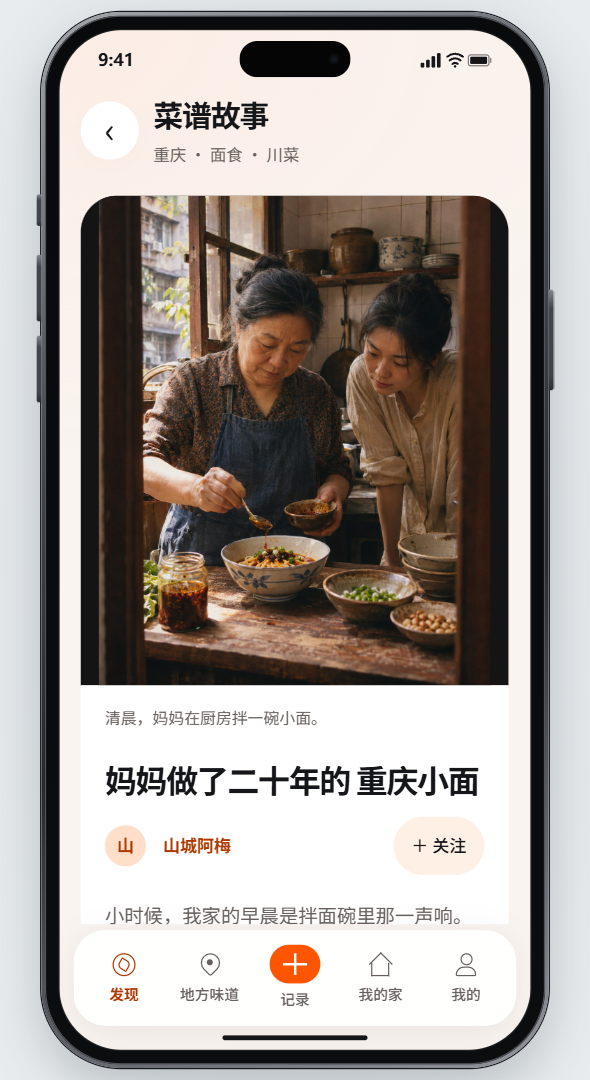 9:41
菜谱故事
重庆 · 面食 · 川菜
清晨，妈妈在厨房拌一碗小面。
妈妈做了二十年的 重庆小面
山 山城阿梅
+ 关注
小时候，我家的早晨是拌面碗里那一声响。
发现 地方味道 记录 我的家 我的